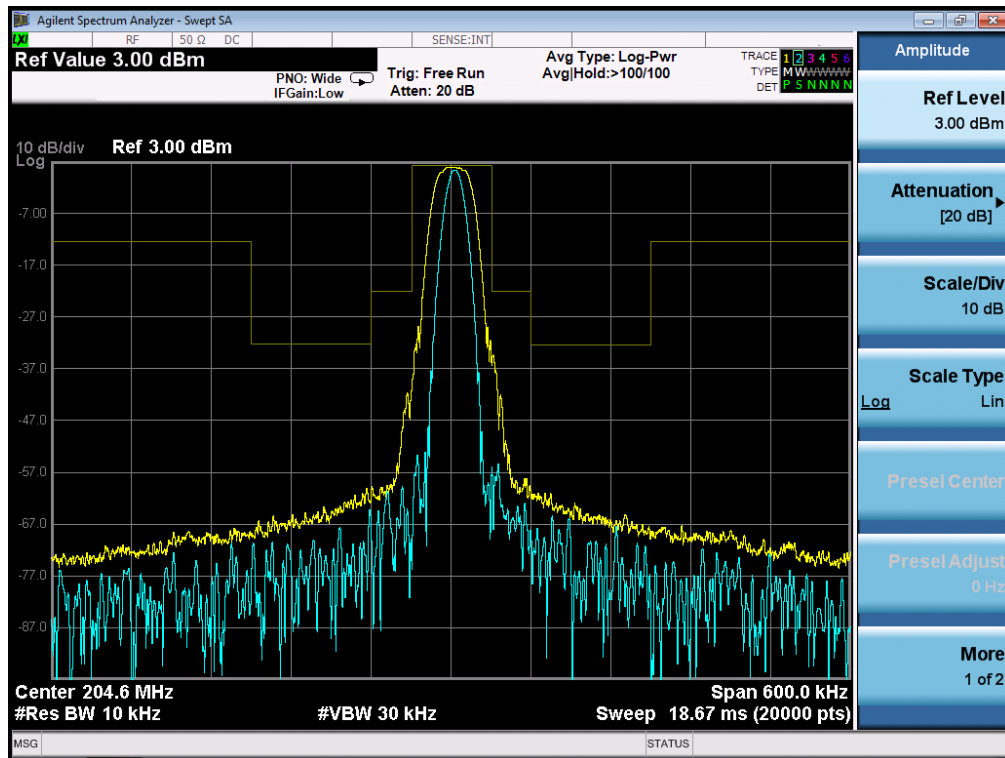 Agilent Spectrum Analyzer - Swept SA
LXI
RF 50 Ω DC SENSE:INT
Ref Value 3.00 dBm
PNO: Wide
IFGain:Low
Trig: Free Run
Atten: 20 dB
Avg Type: Log-Pwr
Avg|Hold:>100/100
TRACE 1 2 3 4 5 6
TYPE M W W W W W
DET P S N N N N
10 dB/div Ref 3.00 dBm
Log
-7.00
-17.0
-27.0
-37.0
-47.0
-57.0
-67.0
-77.0
-87.0
Center 204.6 MHz Span 600.0 kHz
#Res BW 10 kHz #VBW 30 kHz Sweep 18.67 ms (20000 pts)
MSG STATUS
Amplitude
Ref Level
3.00 dBm
Attenuation
[20 dB]
Scale/Div
10 dB
Scale Type
Log Lin
Presel Center
Presel Adjust
0 Hz
More
1 of 2